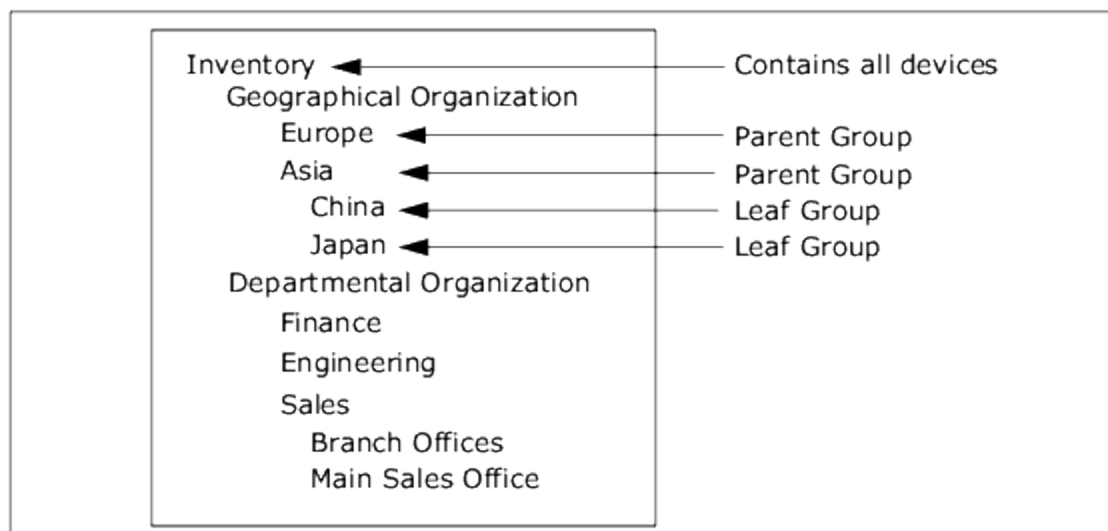 Inventory Contains all devices
Geographical Organization
Europe Parent Group
Asia Parent Group
China Leaf Group
Japan Leaf Group
Departmental Organization
Finance
Engineering
Sales
Branch Offices
Main Sales Office